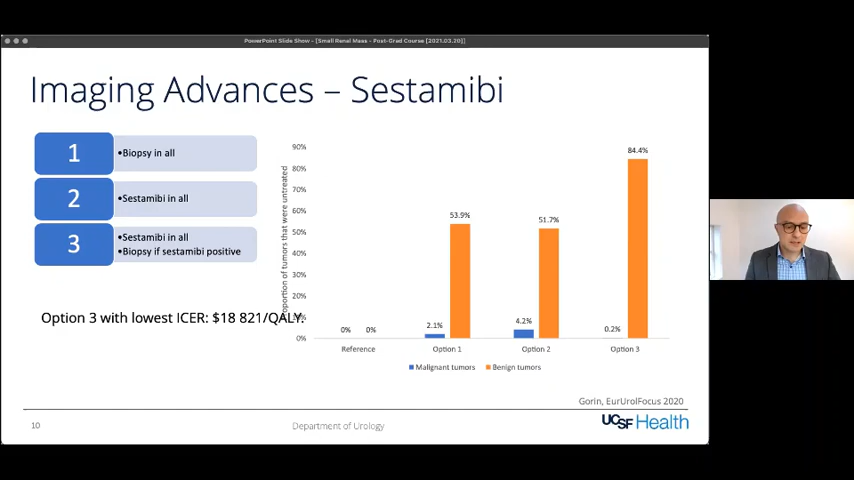 PowerPoint Slide Show - [Small Renal Mass - Post-Grad Course [2021.03.20]]
Imaging Advances – Sestamibi
1
•Biopsy in all
2
•Sestamibi in all
3
•Sestamibi in all
•Biopsy if sestamibi positive
Option 3 with lowest ICER: $18 821/QALY.
roportion of tumors that were untreated
90%
80%
70%
60%
50%
40%
30%
20%
10%
0%
0%
0%
2.1%
53.9%
4.2%
51.7%
0.2%
84.4%
Reference
Option 1
Option 2
Option 3
Malignant tumors
Benign tumors
Gorin, EurUrolFocus 2020
10
Department of Urology
UCSF Health